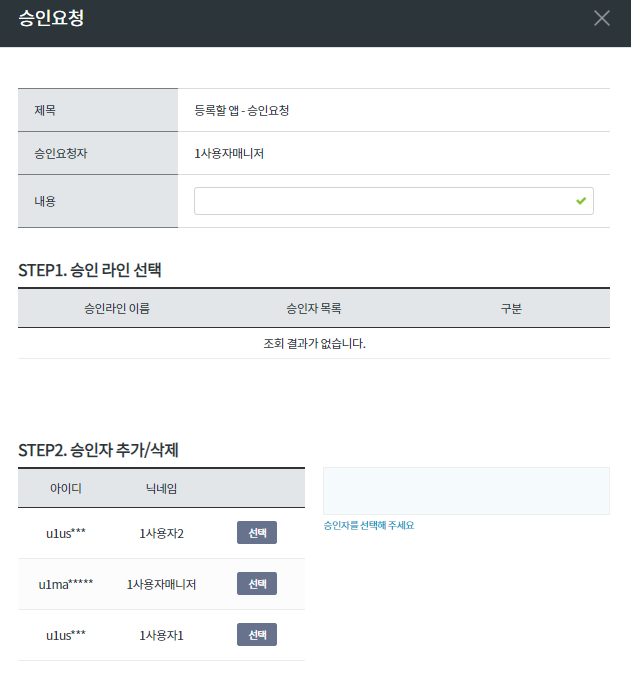 승인요청
제목 등록할 앱 - 승인요청
승인요청자 1사용자매니저
내용
STEP1. 승인 라인 선택
승인라인 이름 승인자 목록 구분
조회 결과가 없습니다.
STEP2. 승인자 추가/삭제
아이디 닉네임
승인자를 선택해 주세요
u1us*** 1사용자2 선택
u1ma***** 1사용자매니저 선택
u1us*** 1사용자1 선택